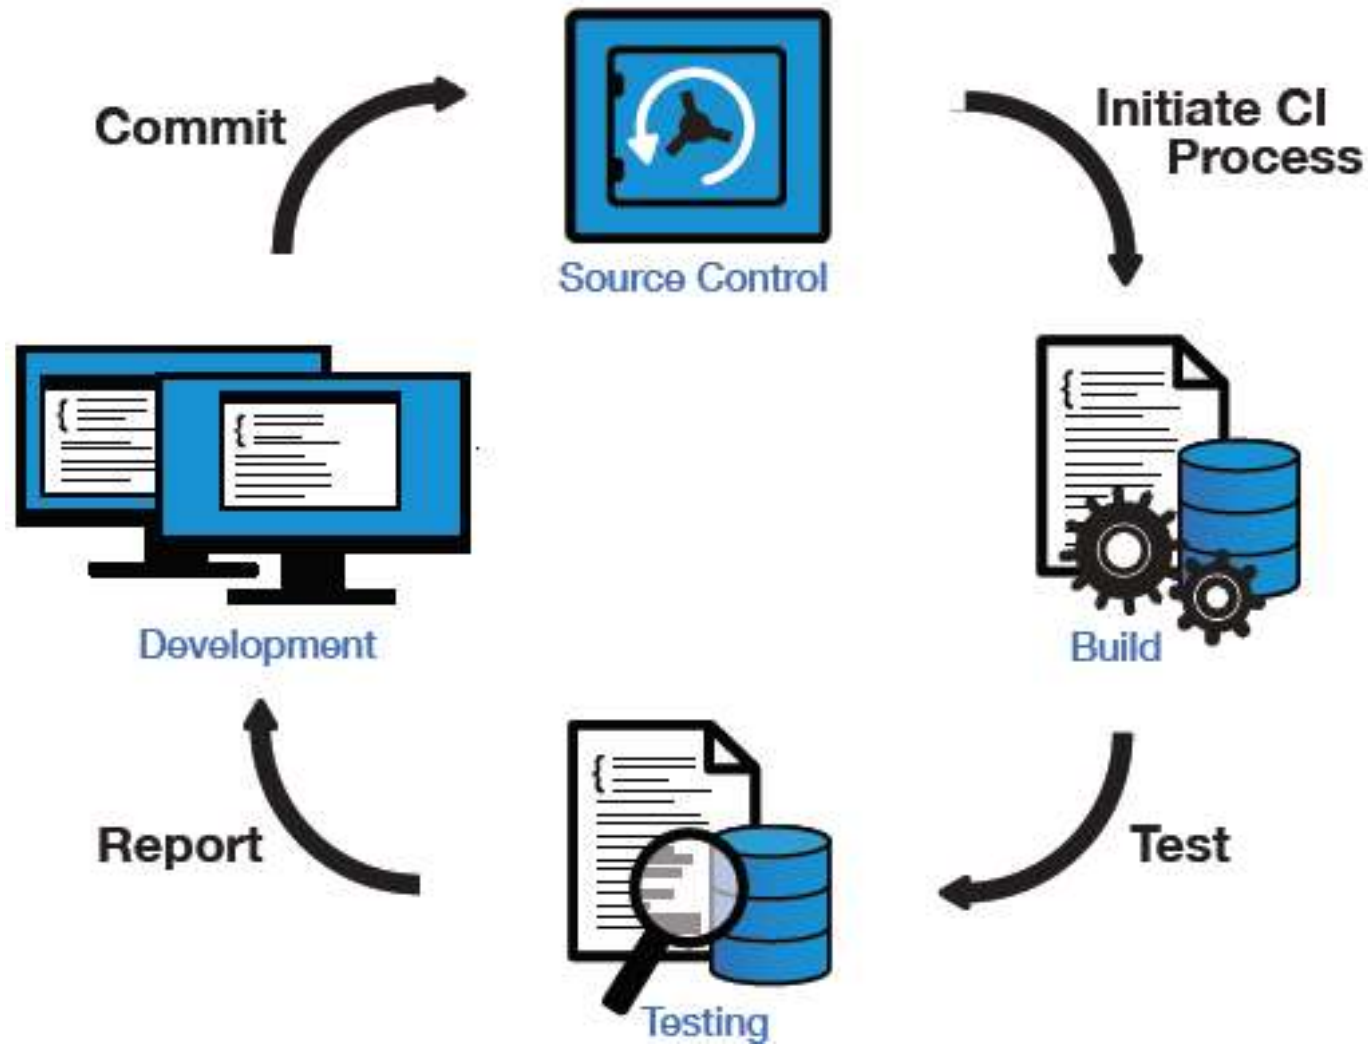 Commit
Initiate CI
Process
Source Control
Development
Build
Report
Test
Testing